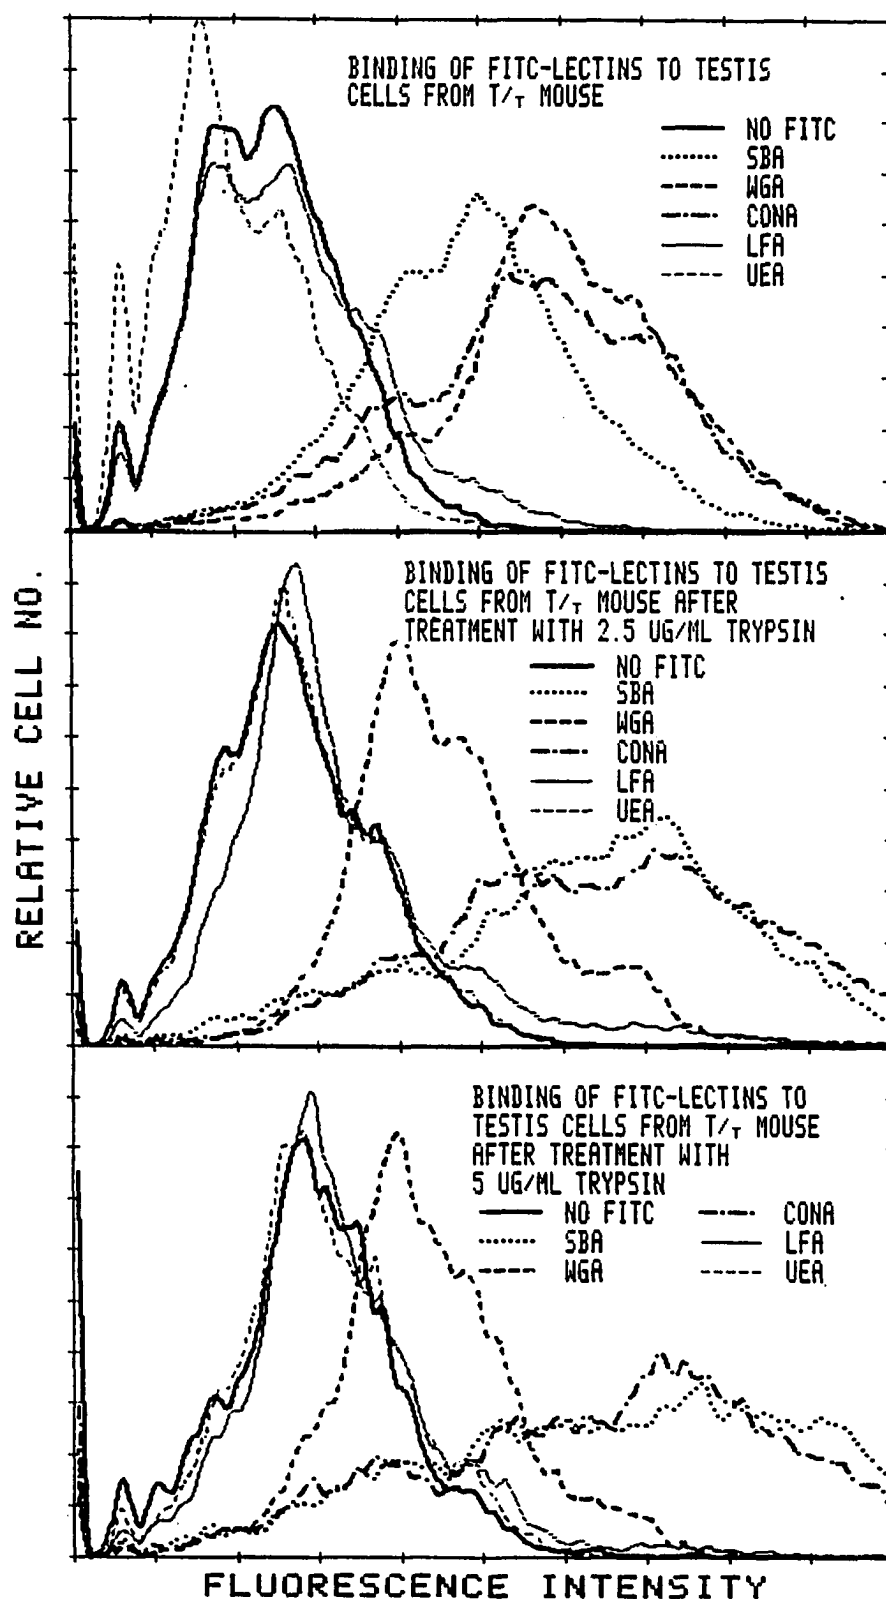 BINDING OF FITC-LECTINS TO TESTIS
CELLS FROM T/T MOUSE
NO FITC
SBA
WGA
CONA
LFA
UEA
BINDING OF FITC-LECTINS TO TESTIS
CELLS FROM T/T MOUSE AFTER
TREATMENT WITH 2.5 UG/ML TRYPSIN
NO FITC
SBA
WGA
CONA
LFA
UEA
BINDING OF FITC-LECTINS TO
TESTIS CELLS FROM T/T MOUSE
AFTER TREATMENT WITH
5 UG/ML TRYPSIN
NO FITC CONA
SBA LFA
WGA UEA
RELATIVE CELL NO.
FLUORESCENCE INTENSITY